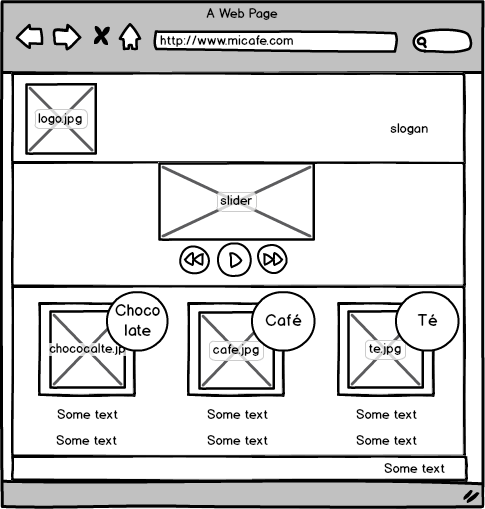 A Web Page
http://www.micafe.com
logo.jpg
slogan
slider
Choco
late
Café
Té
chococalte.jp
cafe.jpg
te.jpg
Some text
Some text
Some text
Some text
Some text
Some text
Some text